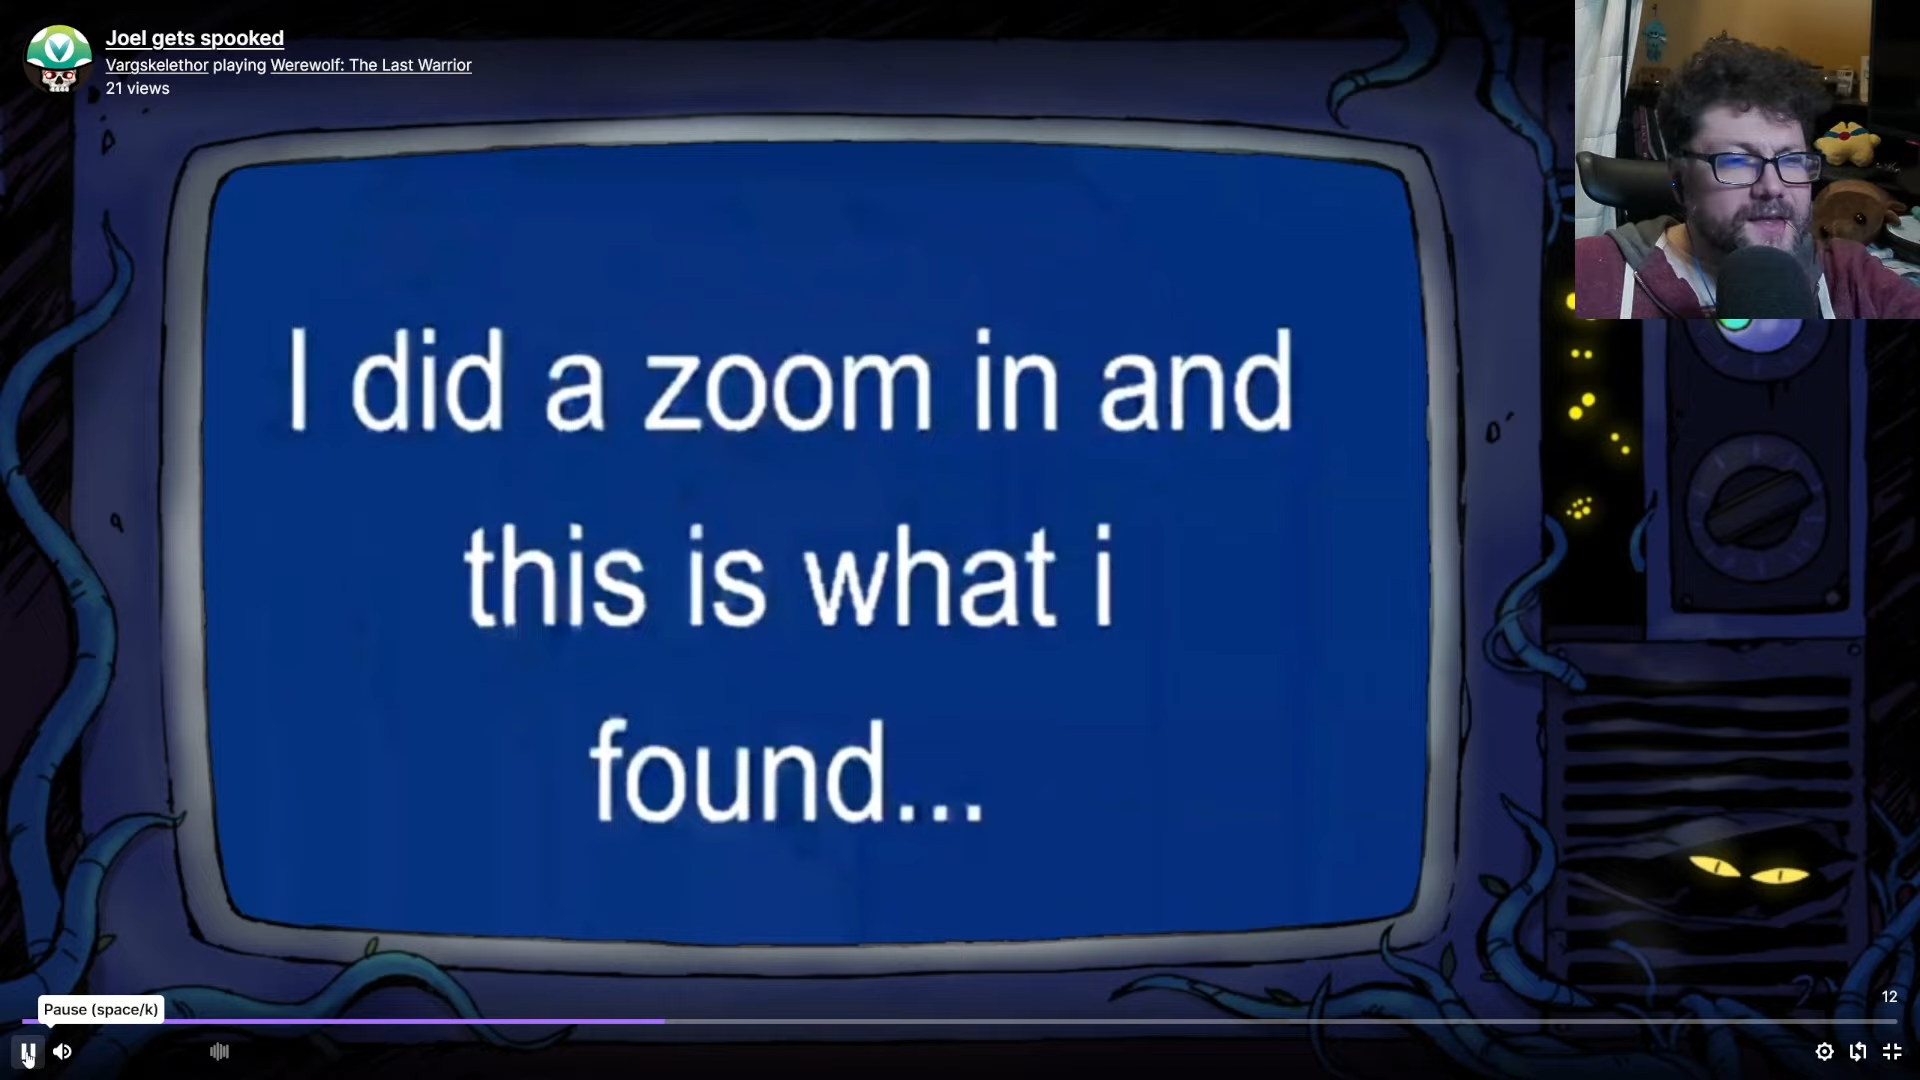 Joel gets spooked
Vargskelethor playing Werewolf: The Last Warrior
21 views
I did a zoom in and
this is what i
found...
12
Pause (space/k)